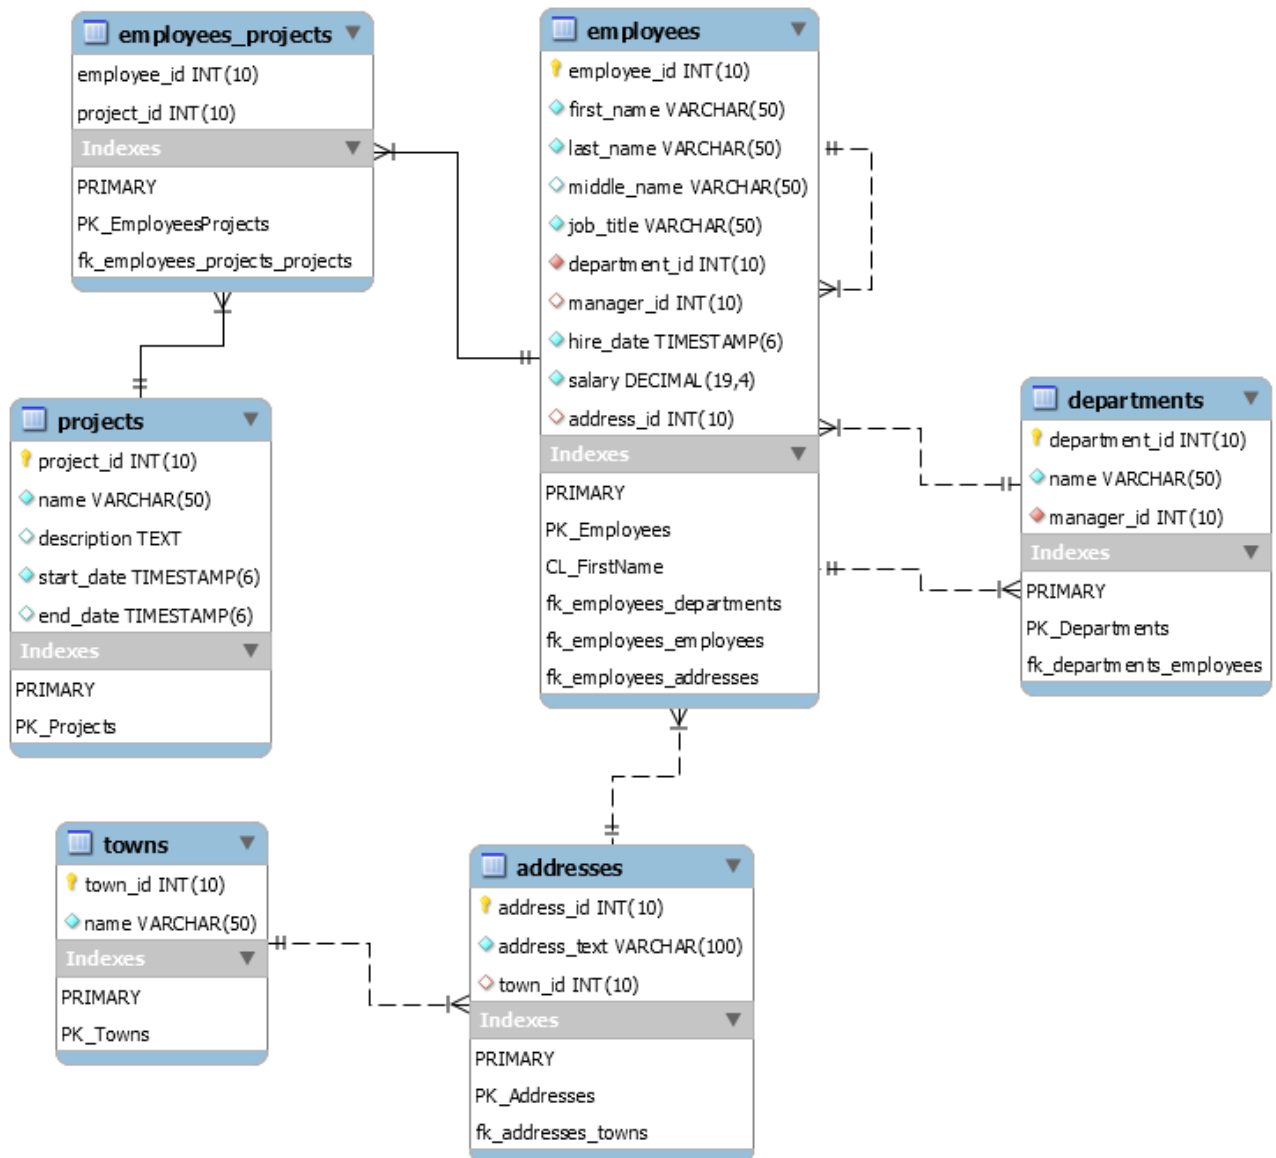 employees_projects
employee_id INT(10)
project_id INT(10)
Indexes
PRIMARY
PK_EmployeesProjects
fk_employees_projects_projects
employees
employee_id INT(10)
first_name VARCHAR(50)
last_name VARCHAR(50)
middle_name VARCHAR(50)
job_title VARCHAR(50)
department_id INT(10)
manager_id INT(10)
hire_date TIMESTAMP(6)
salary DECIMAL(19,4)
address_id INT(10)
Indexes
PRIMARY
PK_Employees
CL_FirstName
fk_employees_departments
fk_employees_employees
fk_employees_addresses
departments
department_id INT(10)
name VARCHAR(50)
manager_id INT(10)
Indexes
PRIMARY
PK_Departments
fk_departments_employees
projects
project_id INT(10)
name VARCHAR(50)
description TEXT
start_date TIMESTAMP(6)
end_date TIMESTAMP(6)
Indexes
PRIMARY
PK_Projects
towns
town_id INT(10)
name VARCHAR(50)
Indexes
PRIMARY
PK_Towns
addresses
address_id INT(10)
address_text VARCHAR(100)
town_id INT(10)
Indexes
PRIMARY
PK_Addresses
fk_addresses_towns